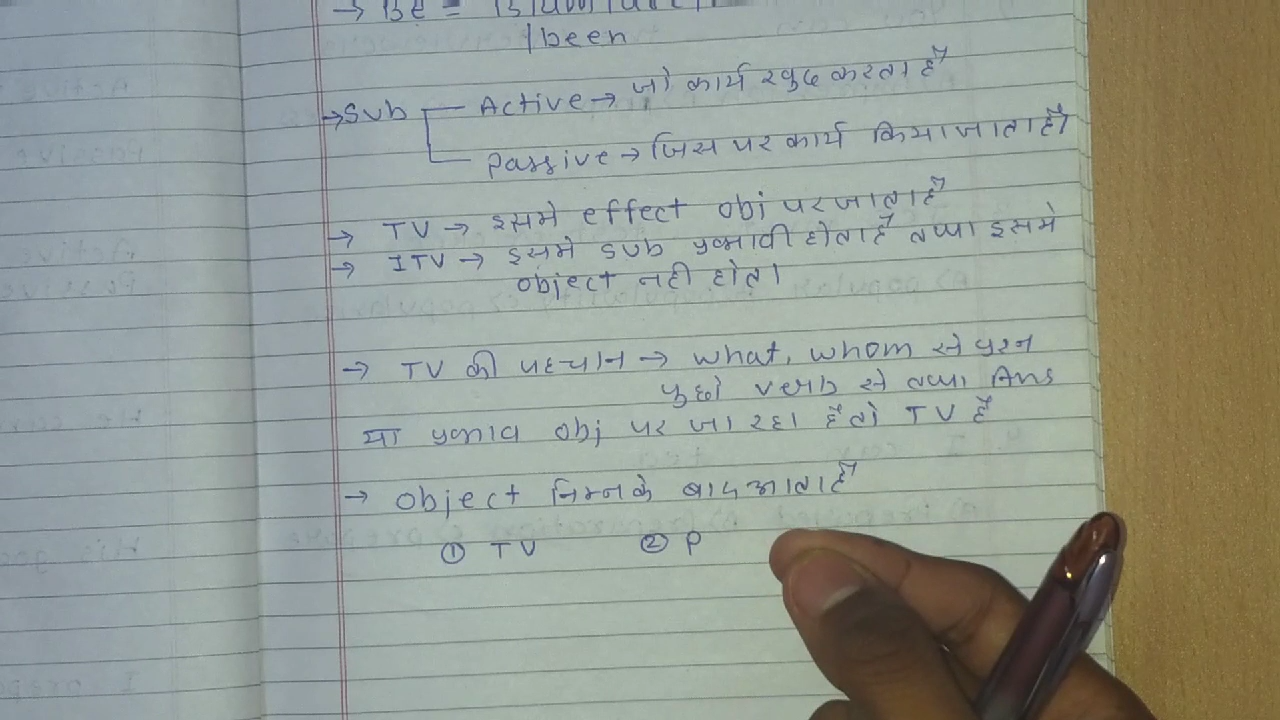 → BE =
/been
→ Sub Active → जो कार्य खुद करता है
Passive → जिस पर कार्य किया जाता है
→ TV → इसमे effect obj पर जाता है
→ ITV → इसमे sub प्रभावी होता है तथा इसमे
object नही होता
→ TV की पहचान → what, whom से प्रश्न
पुछो verb से तथा Ans
या प्रभाव obj पर जा रहा है तो TV है
→ object निम्न के बाद आता है
① TV ② P